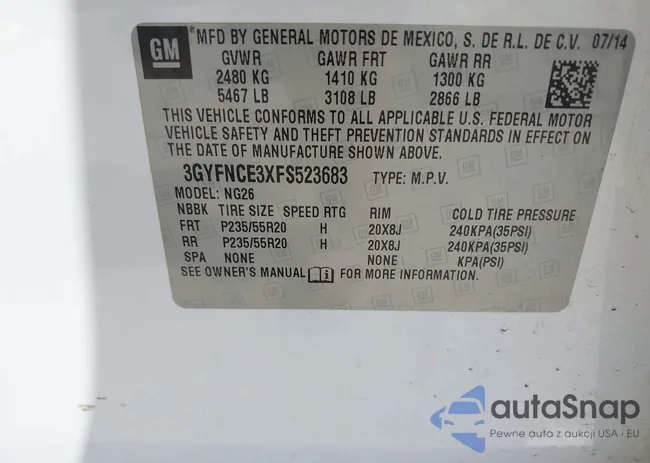 GM
MFD BY GENERAL MOTORS DE MEXICO, S. DE R.L. DE C.V. 07/14
GVWR GAWR FRT GAWR RR
2480 KG 1410 KG 1300 KG
5467 LB 3108 LB 2866 LB
THIS VEHICLE CONFORMS TO ALL APPLICABLE U.S. FEDERAL MOTOR
VEHICLE SAFETY AND THEFT PREVENTION STANDARDS IN EFFECT ON
THE DATE OF MANUFACTURE SHOWN ABOVE.
3GYFNCE3XFS523683 TYPE: M.P.V.
MODEL: NG26
NBBK TIRE SIZE SPEED RTG RIM COLD TIRE PRESSURE
FRT P235/55R20 H 20X8J 240KPA(35PSI)
RR P235/55R20 H 20X8J 240KPA(35PSI)
SPA NONE NONE KPA(PSI)
SEE OWNER'S MANUAL FOR MORE INFORMATION.
autaSnap
Pewne auta z aukcji USA i EU